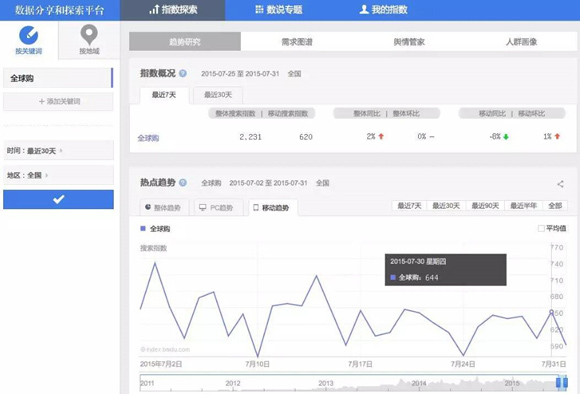 数据分享和探索平台 指数探索 数说专题 我的指数
按关键词 按地域
趋势研究 需求图谱 舆情管家 人群画像
全球购
+ 添加关键词
时间: 最近30天
地区: 全国
指数概况 2015-07-25 至 2015-07-31 全国
最近7天 最近30天
整体搜索指数 | 移动搜索指数 整体同比 | 整体环比 移动同比 | 移动环比
全球购 2,231 620 2% 0% - -8% 1%
热点趋势 全球购 2015-07-02 至 2015-07-31 全国
整体趋势 PC趋势 移动趋势 最近7天 最近30天 最近90天 最近半年 全部
全球购 平均值
搜索指数
770
740
710
680
650
620
590
2015-07-30 星期四
全球购: 644
© index.baidu.com
2015年7月2日 7月10日 7月17日 7月24日 7月31日
2011 2012 2013 2014 2015